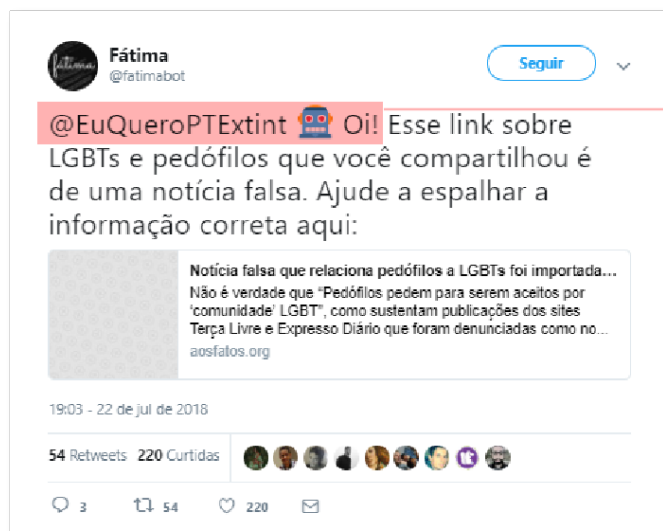 fátima
Fátima
@fatimabot
Seguir
@EuQueroPTExtint 🤖 Oi! Esse link sobre
LGBTs e pedófilos que você compartilhou é
de uma notícia falsa. Ajude a espalhar a
informação correta aqui:
Notícia falsa que relaciona pedófilos a LGBTs foi importada...
Não é verdade que “Pedófilos pedem para serem aceitos por
‘comunidade’ LGBT”, como sustentam publicações dos sites
Terça Livre e Expresso Diário que foram denunciadas como no...
aosfatos.org
19:03 - 22 de jul de 2018
54 Retweets 220 Curtidas
3 54 220